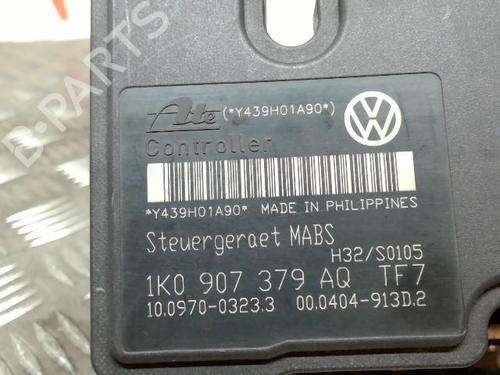 B-PARTS
Ate (*Y439H01A90*)
Controller
*Y439H01A90* MADE IN PHILIPPINES
Steuergeraet MABS
H32/S0105
1K0 907 379 AQ TF7
10.0970-0323.3 00.0404-913D.2